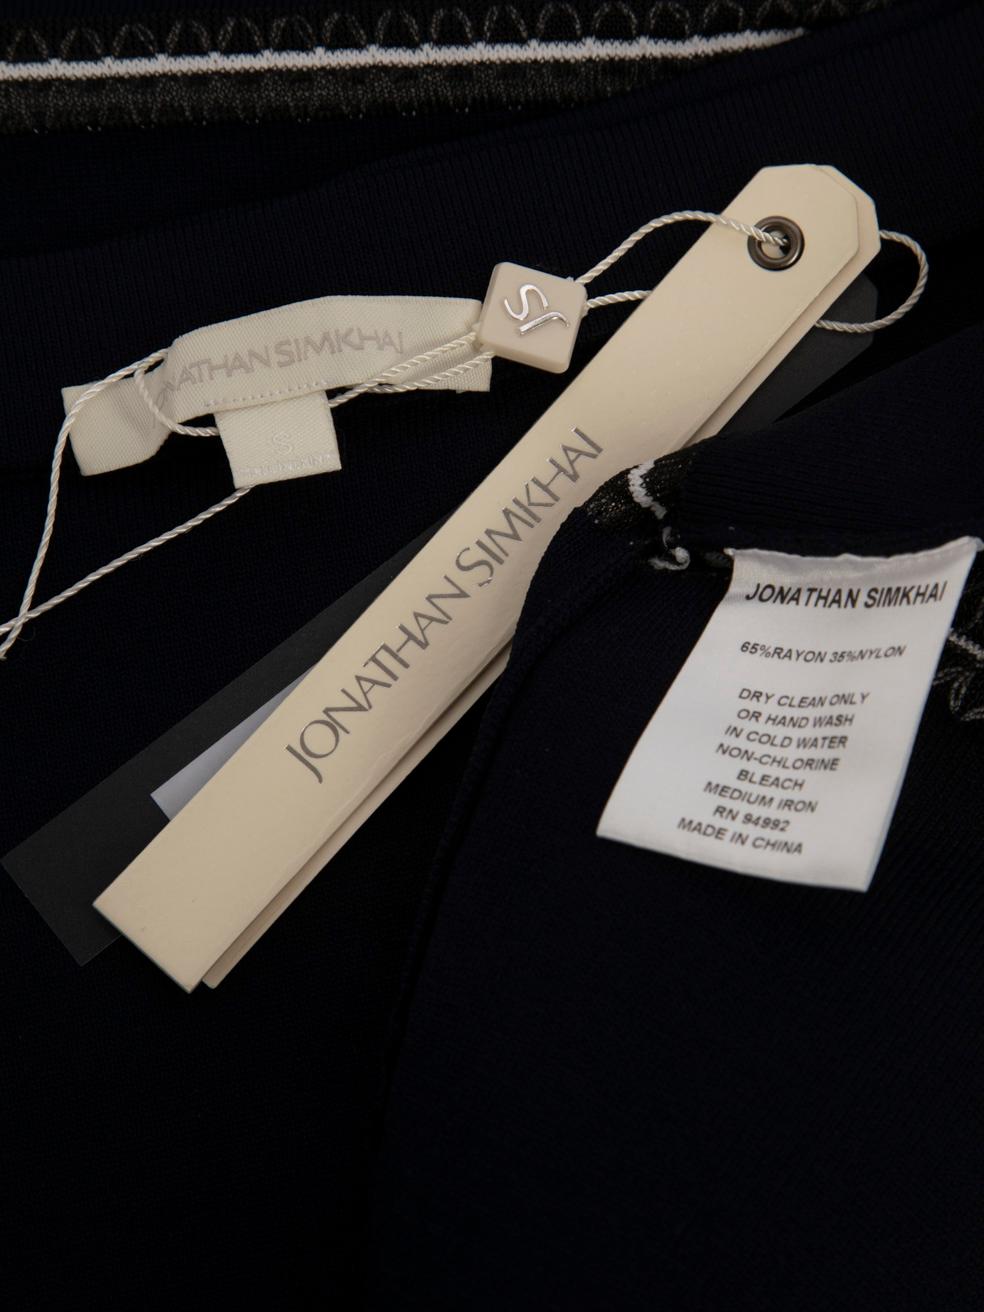 JONATHAN SIMKHAI
S
JONATHAN SIMKHAI
JONATHAN SIMKHAI
65%RAYON 35%NYLON
DRY CLEAN ONLY
OR HAND WASH
IN COLD WATER
NON-CHLORINE
BLEACH
MEDIUM IRON
RN 94992
MADE IN CHINA